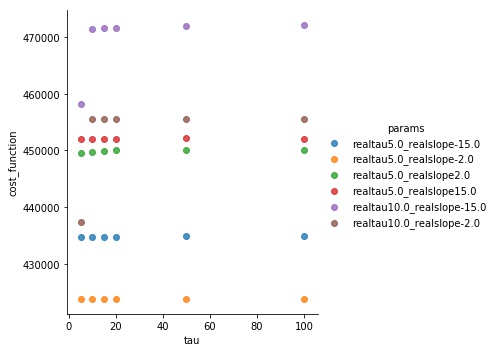 470000
460000
450000
440000
430000
cost_function
0
20
40
60
80
100
tau
params
realtau5.0_realslope-15.0
realtau5.0_realslope-2.0
realtau5.0_realslope2.0
realtau5.0_realslope15.0
realtau10.0_realslope-15.0
realtau10.0_realslope-2.0